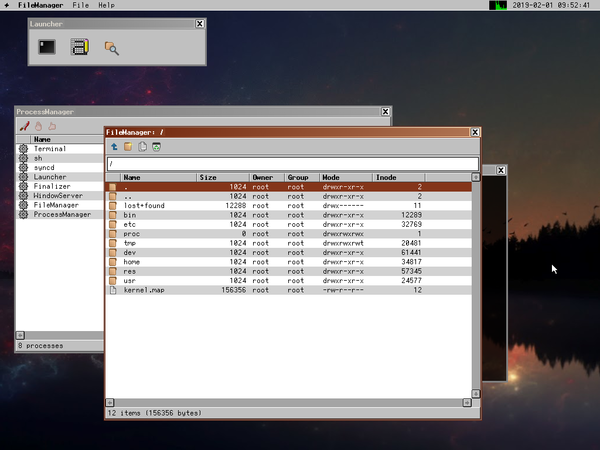 FileManager File Help 2019-02-01 09:52:41
Launcher
ProcessManager
Name
Terminal
sh
syncd
Launcher
Finalizer
WindowServer
FileManager
ProcessManager
8 processes
FileManager: /
/
Name Size Owner Group Mode Inode
. 1024 root root drwxr-xr-x 2
.. 1024 root root drwxr-xr-x 2
lost+found 12288 root root drwx------ 11
bin 1024 root root drwxr-xr-x 12289
etc 1024 root root drwxr-xr-x 32769
proc 0 root root drwxrwxrwx 1
tmp 1024 root root drwxrwxrwt 20481
dev 1024 root root drwxr-xr-x 61441
home 1024 root root drwxr-xr-x 34817
res 1024 root root drwxr-xr-x 57345
usr 1024 root root drwxr-xr-x 24577
kernel.map 156356 root root -rw-r--r-- 12
12 items (156356 bytes)